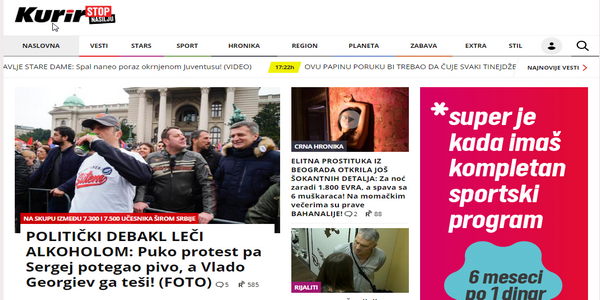 Kurir STOP NASILJU
NASLOVNA VESTI STARS SPORT HRONIKA REGION PLANETA ZABAVA EXTRA STIL
AVLJE STARE DAME: Spal naneo poraz okrnjenom Juventusu! (VIDEO) 17:22h OVU PAPINU PORUKU BI TREBAO DA ČUJE SVAKI TINEJDŽE NAJNOVIJE VESTI >
NA SKUPU IZMEĐU 7.300 I 7.500 UČESNIKA ŠIROM SRBIJE
POLITIČKI DEBAKL LEČI
ALKOHOLOM: Puko protest pa
Sergej potegao pivo, a Vlado
Georgiev ga teši! (FOTO) 5 585
CRNA HRONIKA
ELITNA PROSTITUKA IZ
BEOGRADA OTKRILA JOŠ
ŠOKANTNIH DETALJA: Za noć
zaradi 1.800 EVRA, a spava sa
6 muškaraca! Na momačkim
večerima su prave
BAHANALIJE! 2 88
RIJALITI
*super je
kada imaš
kompletan
sportski
program
6 meseci
po 1 dinar